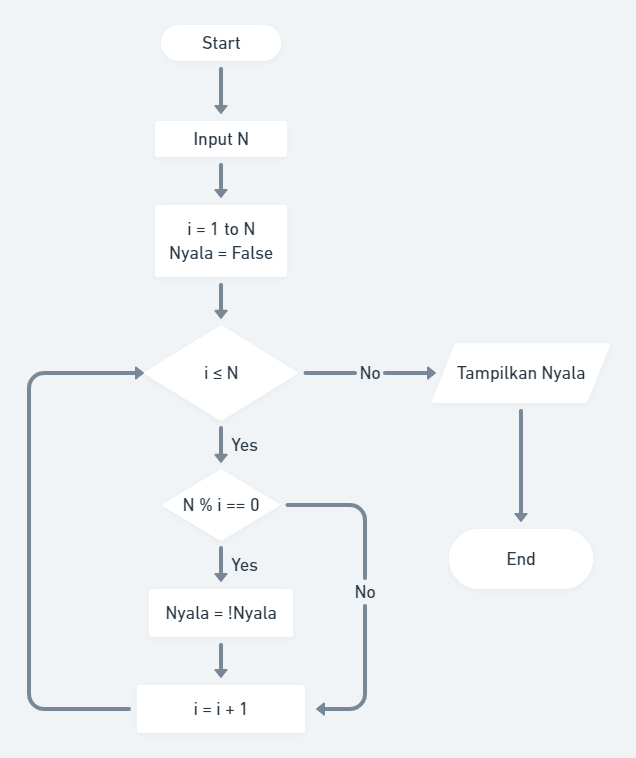 Start
Input N
i = 1 to N
Nyala = False
i ≤ N
No
Tampilkan Nyala
Yes
N % i == 0
End
Yes
No
Nyala = !Nyala
i = i + 1